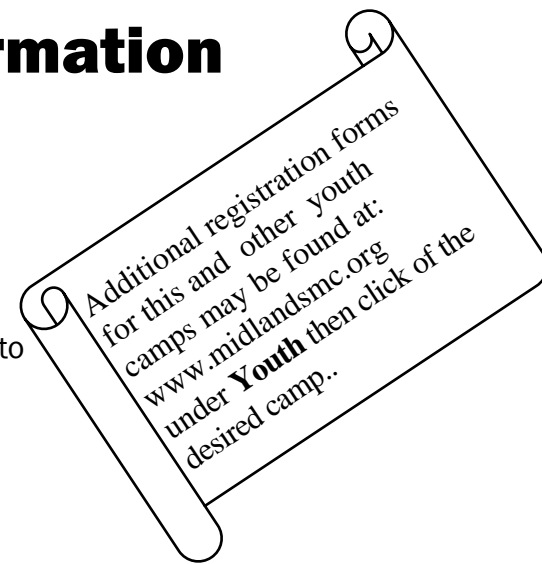 rmation
to
Additional registration forms
for this and other youth
camps may be found at:
www.midlandsmc.org
under Youth then click of the
desired camp..